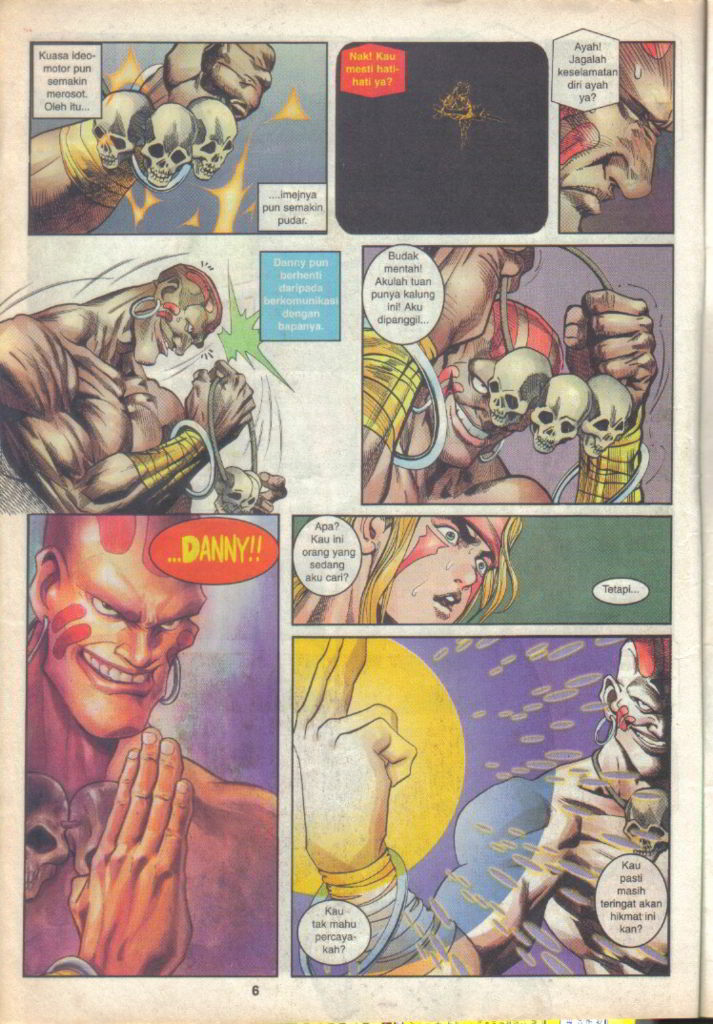 Kuasa ideo-
motor pun
semakin
merosot.
Oleh itu...
....imejnya
pun semakin
pudar.
Nak! Kau
mesti hati-
hati ya?
Ayah!
Jagalah
keselamatan
diri ayah
ya?
Danny pun
berhenti
daripada
berkomunikasi
dengan
bapanya.
Budak
mentah!
Akulah tuan
punya kalung
ini! Aku
dipanggil...
...DANNY!!
Apa?
Kau ini
orang yang
sedang
aku cari?
Tetapi...
Kau
tak mahu
percaya-
kah?
Kau
pasti
masih
teringat akan
hikmat ini
kan?
6